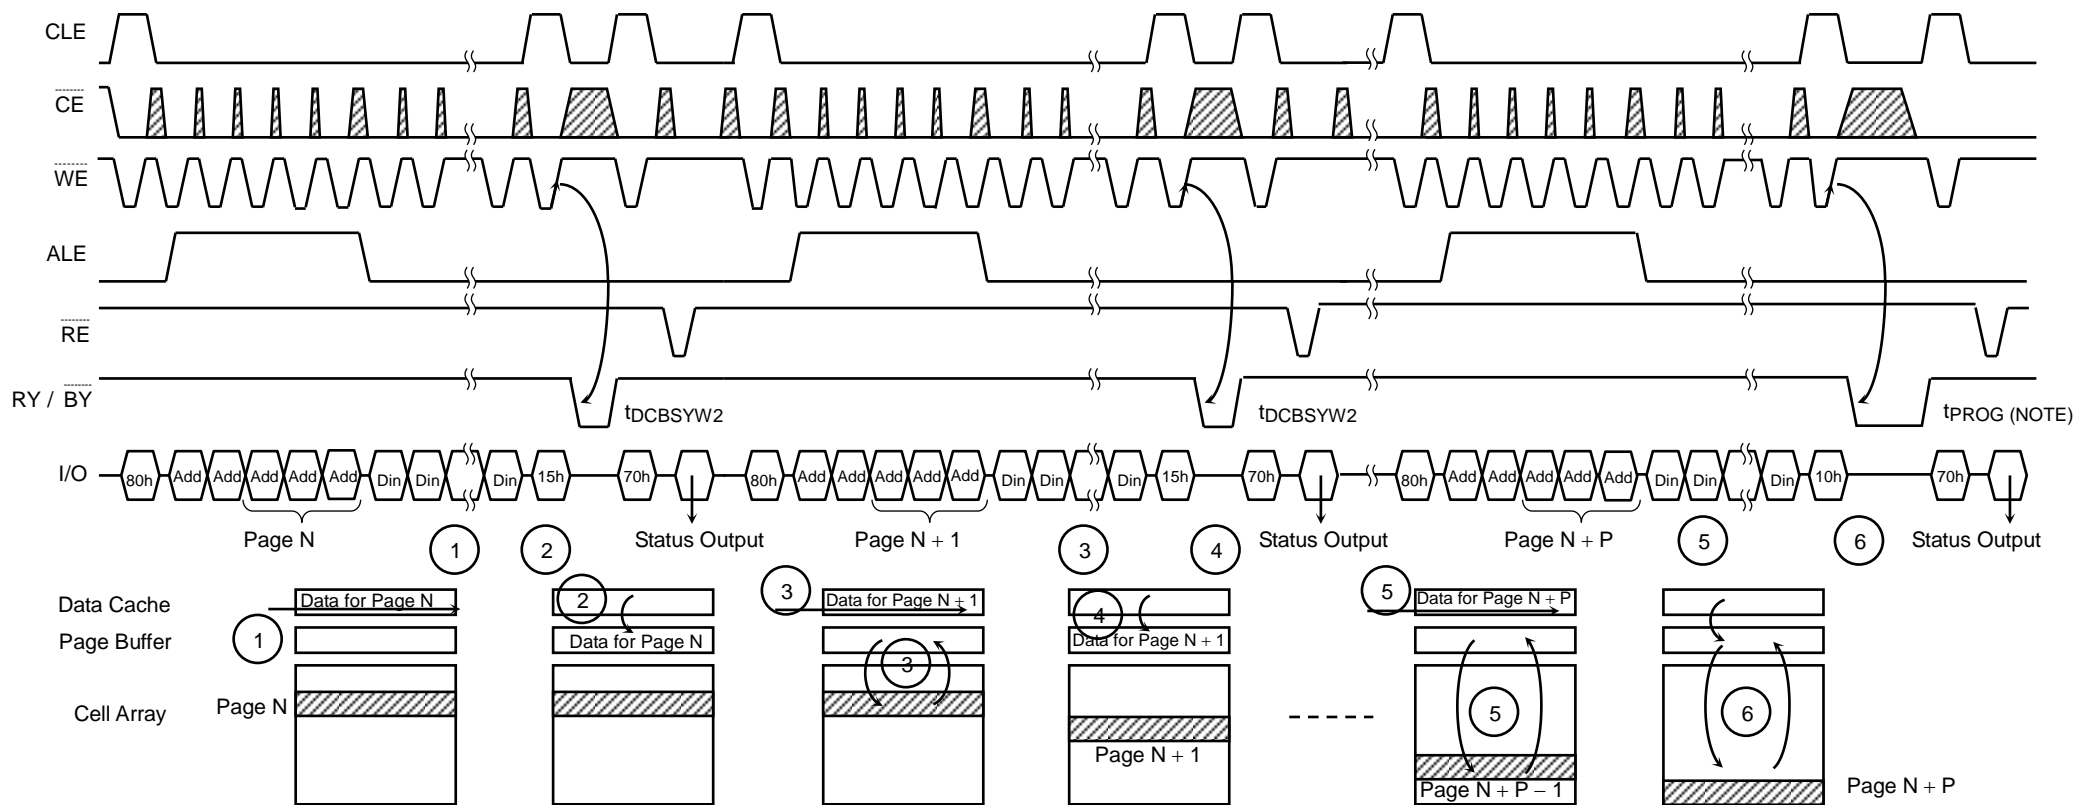 CLE
CE
WE
ALE
RE
RY / BY
tDCBSYW2 tDCBSYW2 tPROG (NOTE)
I/O 80h Add Add Add Add Add Din Din Din 15h 70h 80h Add Add Add Add Add Din Din Din 15h 70h 80h Add Add Add Add Add Din Din Din 10h 70h
Page N Status Output Page N + 1 Status Output Page N + P Status Output
1 2 3 4 5 6
Data Cache Data for Page N 2 3 Data for Page N + 1 4 5 Data for Page N + P
Page Buffer 1 Data for Page N 3 Data for Page N + 1
Cell Array Page N 5 6
Page N + 1
Page N + P − 1 Page N + P